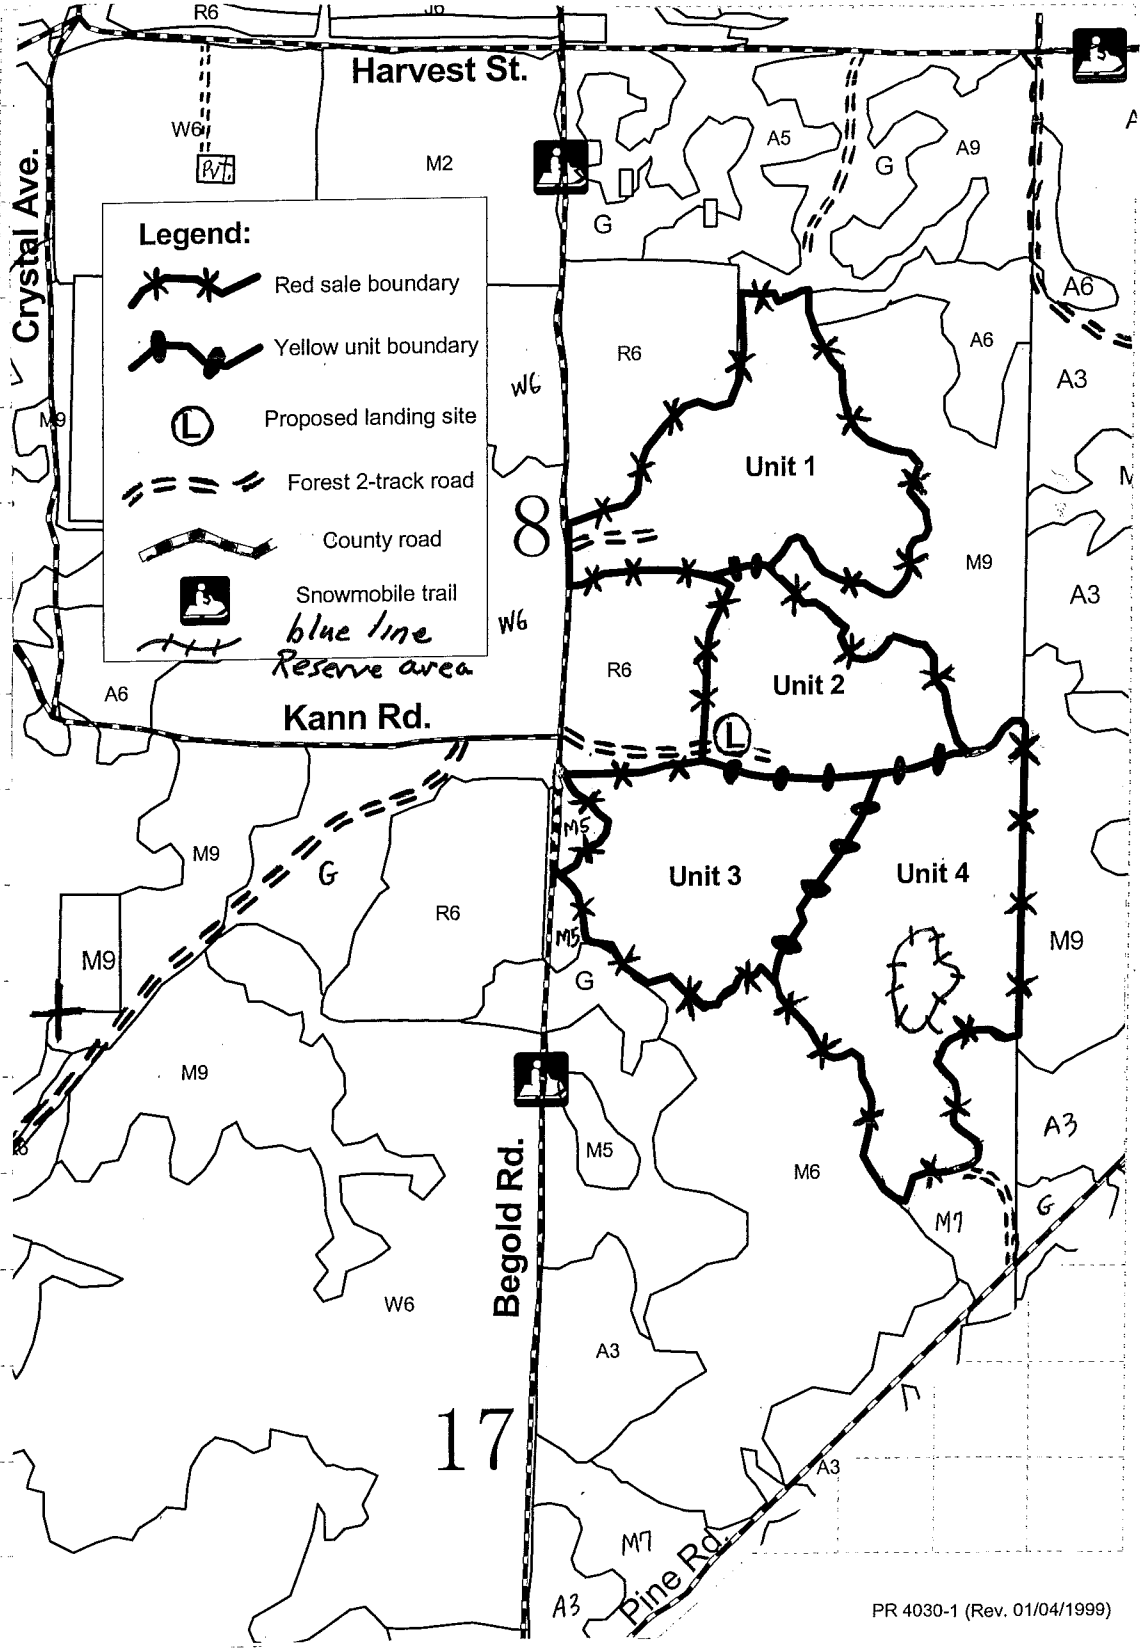 R6
J6
Harvest St.
W6
Pvt.
M2
A5
A9
G
G
Crystal Ave.
Legend:
Red sale boundary
Yellow unit boundary
L
Proposed landing site
Forest 2-track road
County road
Snowmobile trail
blue line
Reserve area
A6
A6
R6
W6
A3
M9
Unit 1
8
M9
A3
W6
R6
Unit 2
A6
Kann Rd.
L
M5
M9
G
Unit 3
Unit 4
R6
M5
M9
M9
G
M9
A3
M5
M6
Begold Rd.
M7
G
W6
A3
17
A3
M7
Pine Rd.
A3
PR 4030-1 (Rev. 01/04/1999)